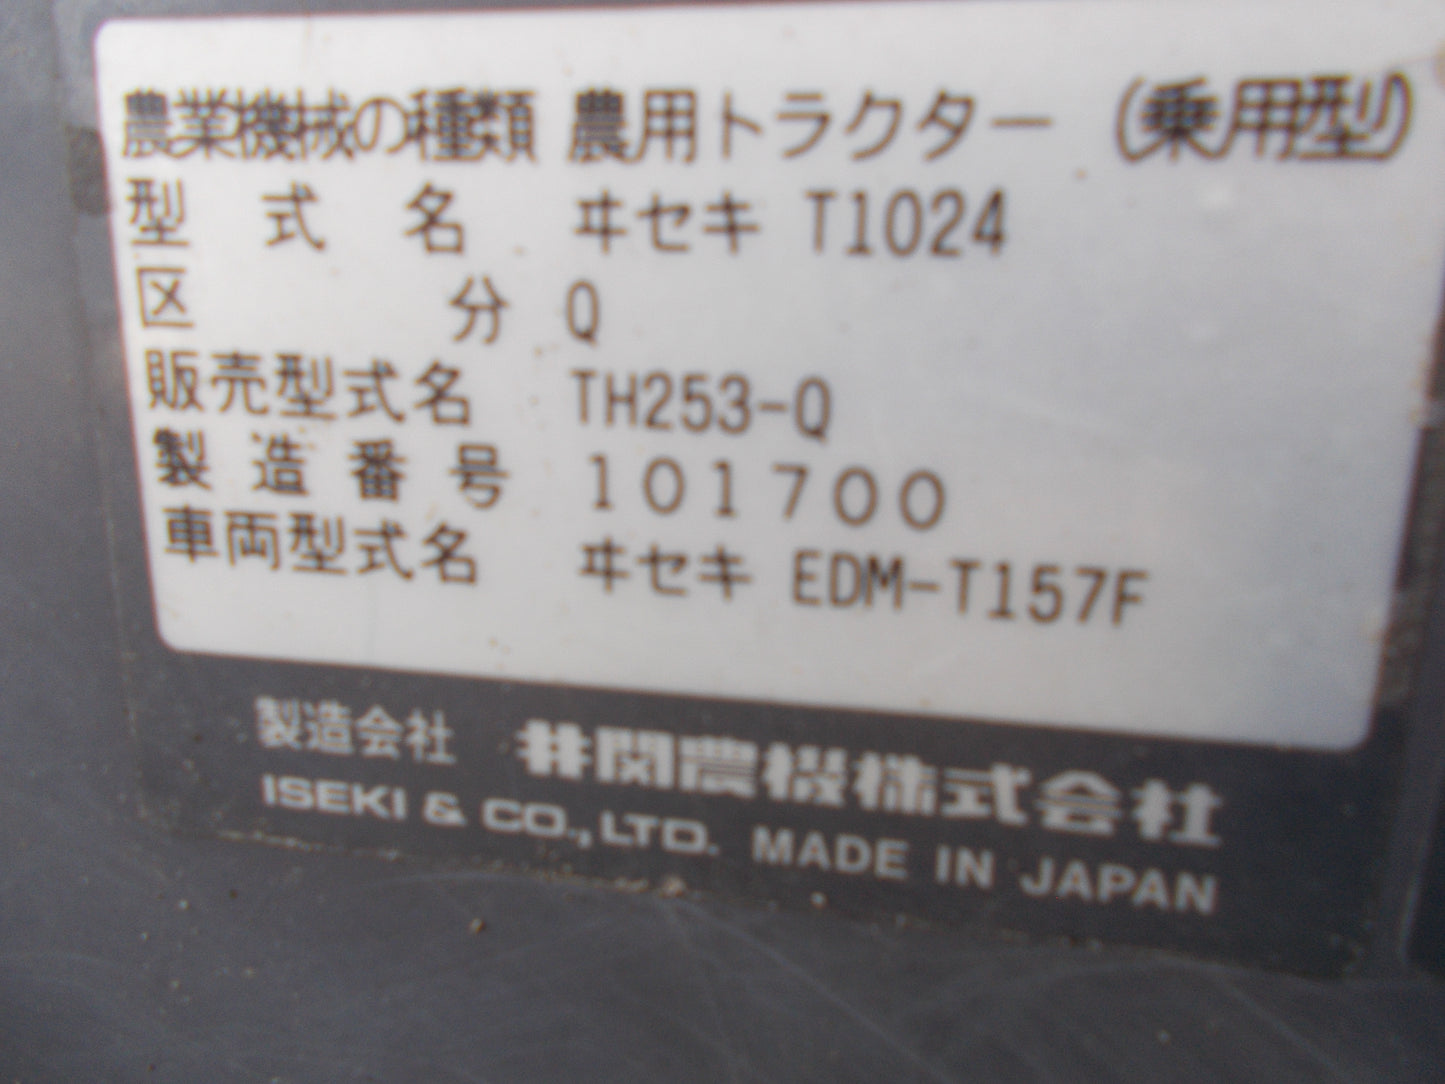 農業機械の種類 農用トラクター (乗用型)
型式名 ヰセキ T1024
区分 Q
販売型式名 TH253-Q
製造番号 101700
車両型式名 ヰセキ EDM-T157F
製造会社 井関農機株式会社
ISEKI & CO., LTD. MADE IN JAPAN